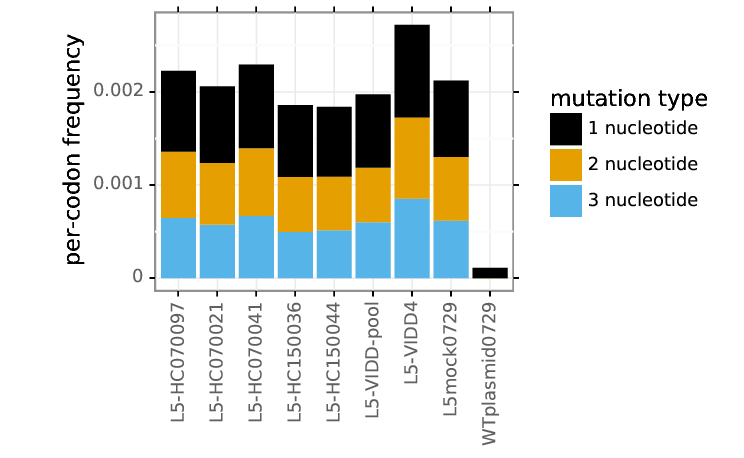 per-codon frequency
0.002
0.001
0
L5-HC070097
L5-HC070021
L5-HC070041
L5-HC150036
L5-HC150044
L5-VIDD-pool
L5-VIDD4
L5mock0729
WTplasmid0729
mutation type
1 nucleotide
2 nucleotide
3 nucleotide